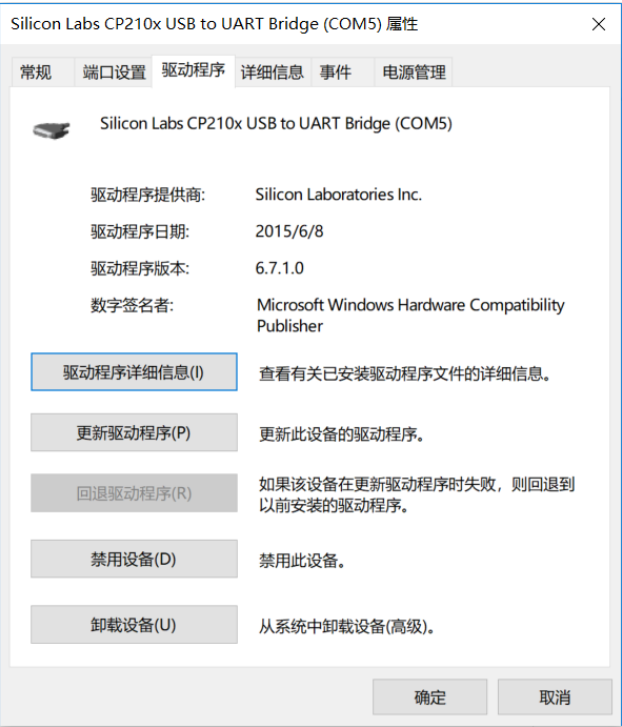 Silicon Labs CP210x USB to UART Bridge (COM5) 属性
常规 端口设置 驱动程序 详细信息 事件 电源管理
Silicon Labs CP210x USB to UART Bridge (COM5)
驱动程序提供商: Silicon Laboratories Inc.
驱动程序日期: 2015/6/8
驱动程序版本: 6.7.1.0
数字签名者: Microsoft Windows Hardware Compatibility
Publisher
驱动程序详细信息(I) 查看有关已安装驱动程序文件的详细信息。
更新驱动程序(P) 更新此设备的驱动程序。
回退驱动程序(R) 如果该设备在更新驱动程序时失败，则回退到
以前安装的驱动程序。
禁用设备(D) 禁用此设备。
卸载设备(U) 从系统中卸载设备(高级)。
确定 取消